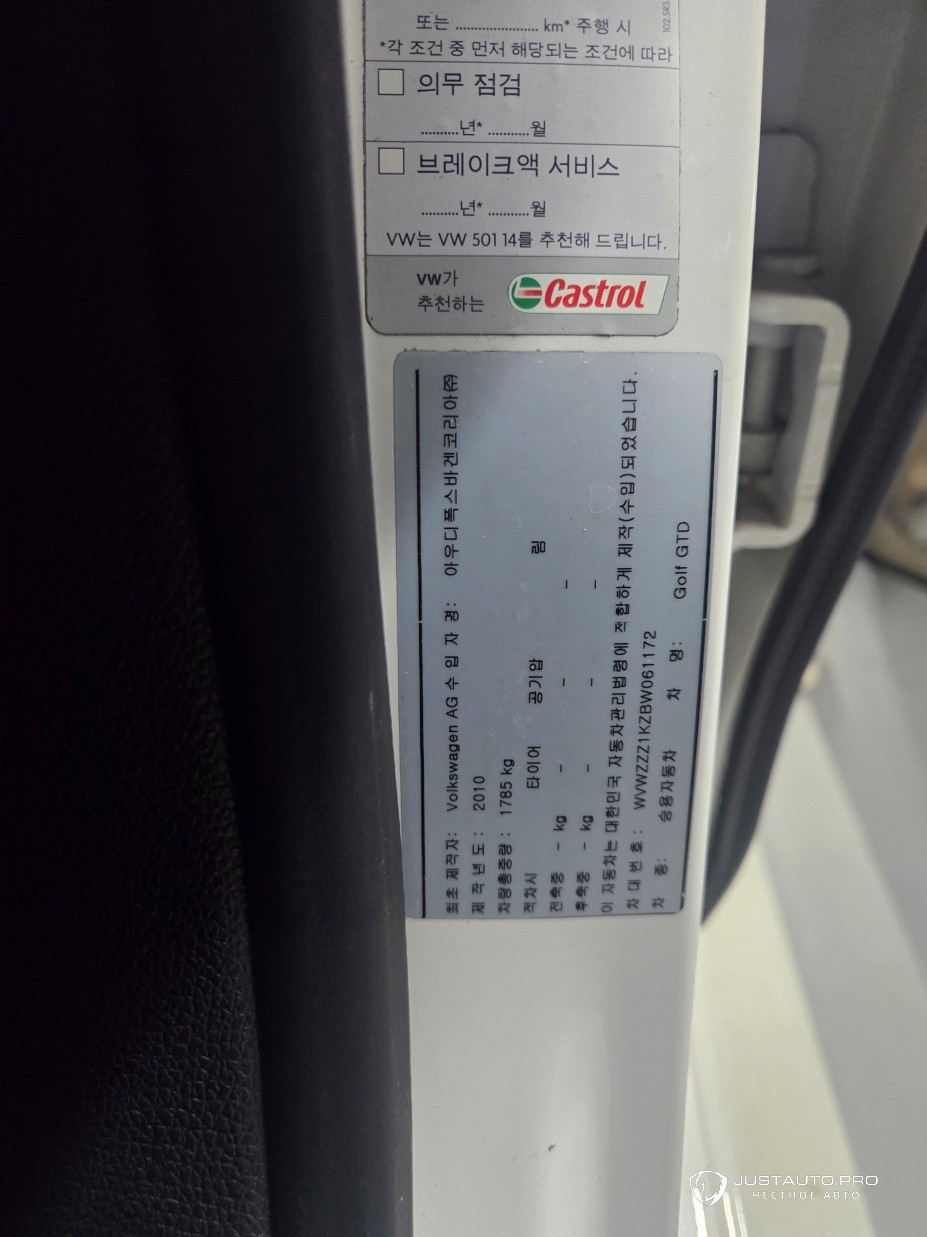 또는 ...................... km* 주행 시
*각 조건 중 먼저 해당되는 조건에 따라
의무 점검
..........년* ...........월
브레이크액 서비스
..........년* ...........월
VW는 VW 501 14를 추천해 드립니다.
VW가
추천하는
Castrol
최초 제작자: Volkswagen AG 수 입 자 명: 아우디폭스바겐코리아㈜
제 작 년 도 : 2010
차량총중량 : 1785 kg
적차시 타이어 공기압 림
전축중 - kg - - -
후축중 - kg - - -
이 자동차는 대한민국 자동차관리법령에 적합하게 제작(수입)되었습니다.
차 대 번 호 : WVWZZZ1KZBW061172
차 종: 승용자동차 차 명: Golf GTD
JUSTAUTO.PRO
ЧЕСТНОЕ АВТО